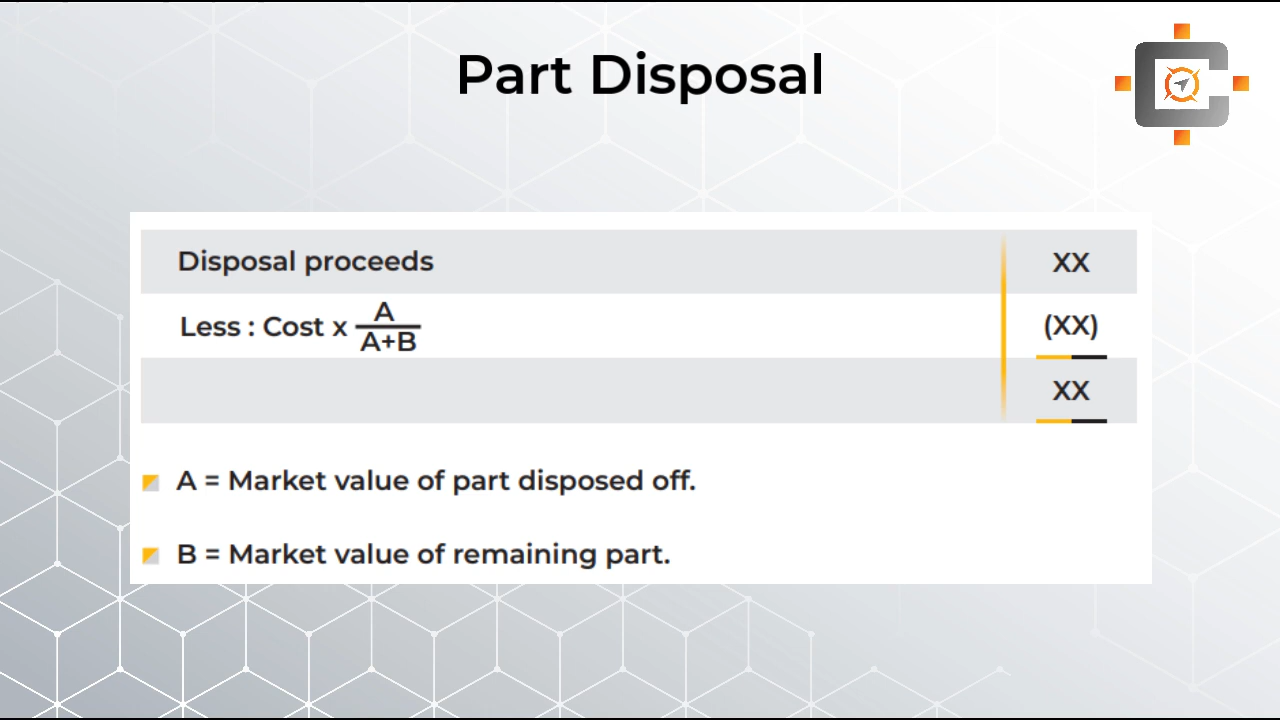 Part Disposal
Disposal proceeds XX
Less : Cost x A/A+B (XX)
XX
A = Market value of part disposed off.
B = Market value of remaining part.